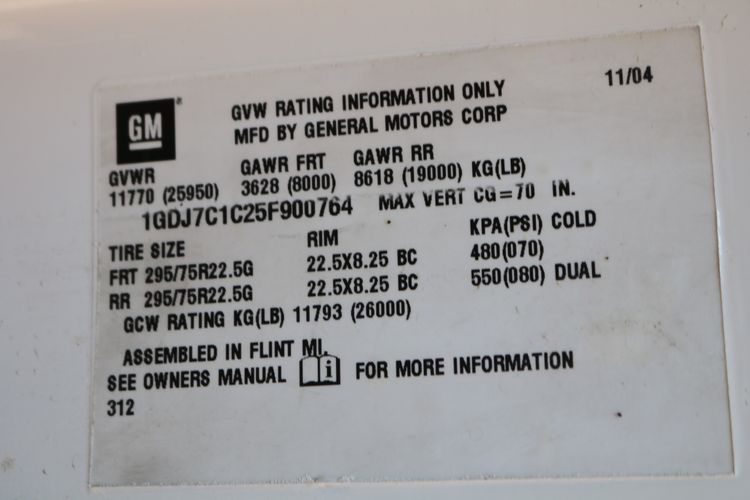 GM®
GVW RATING INFORMATION ONLY 11/04
MFD BY GENERAL MOTORS CORP
GVWR GAWR FRT GAWR RR
11770 (25950) 3628 (8000) 8618 (19000) KG(LB)
1GDJ7C1C25F900764 MAX VERT CG=70 IN.
TIRE SIZE RIM KPA(PSI) COLD
FRT 295/75R22.5G 22.5X8.25 BC 480(070)
RR 295/75R22.5G 22.5X8.25 BC 550(080) DUAL
GCW RATING KG(LB) 11793 (26000)
ASSEMBLED IN FLINT MI.
SEE OWNERS MANUAL i FOR MORE INFORMATION
312